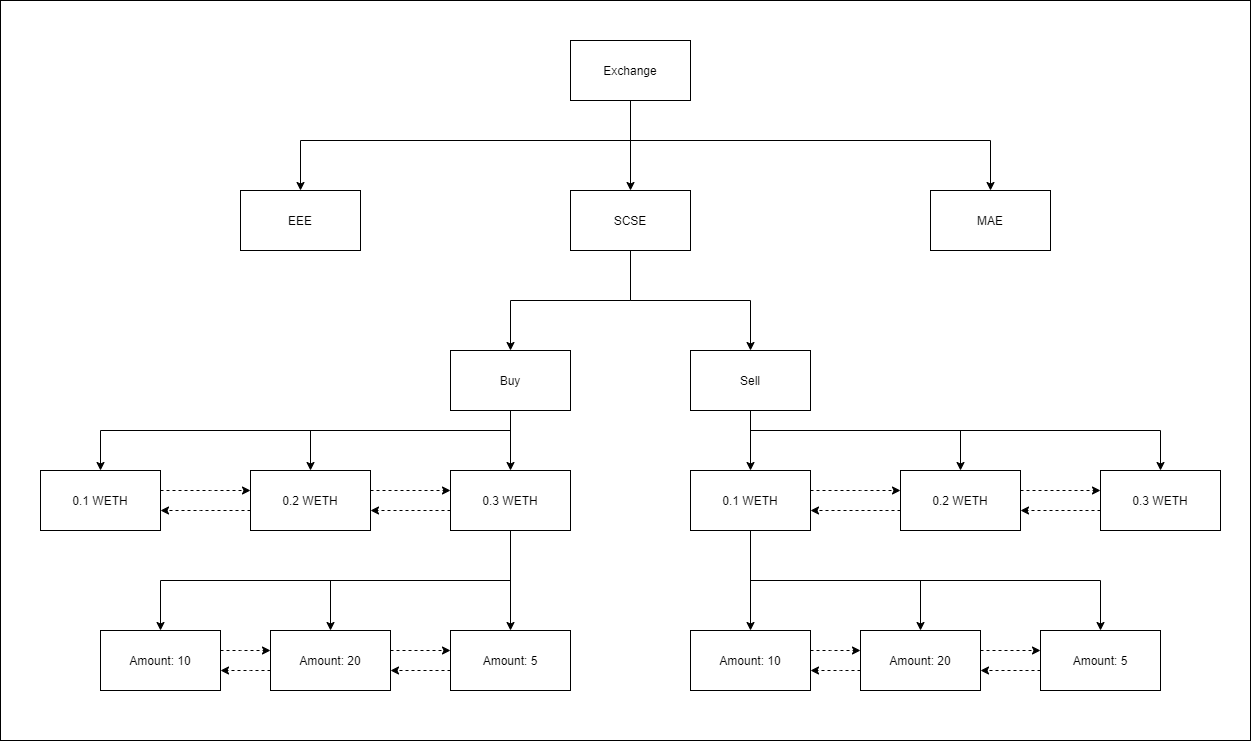 Exchange
EEE
SCSE
MAE
Buy
Sell
0.1 WETH
0.2 WETH
0.3 WETH
0.1 WETH
0.2 WETH
0.3 WETH
Amount: 10
Amount: 20
Amount: 5
Amount: 10
Amount: 20
Amount: 5